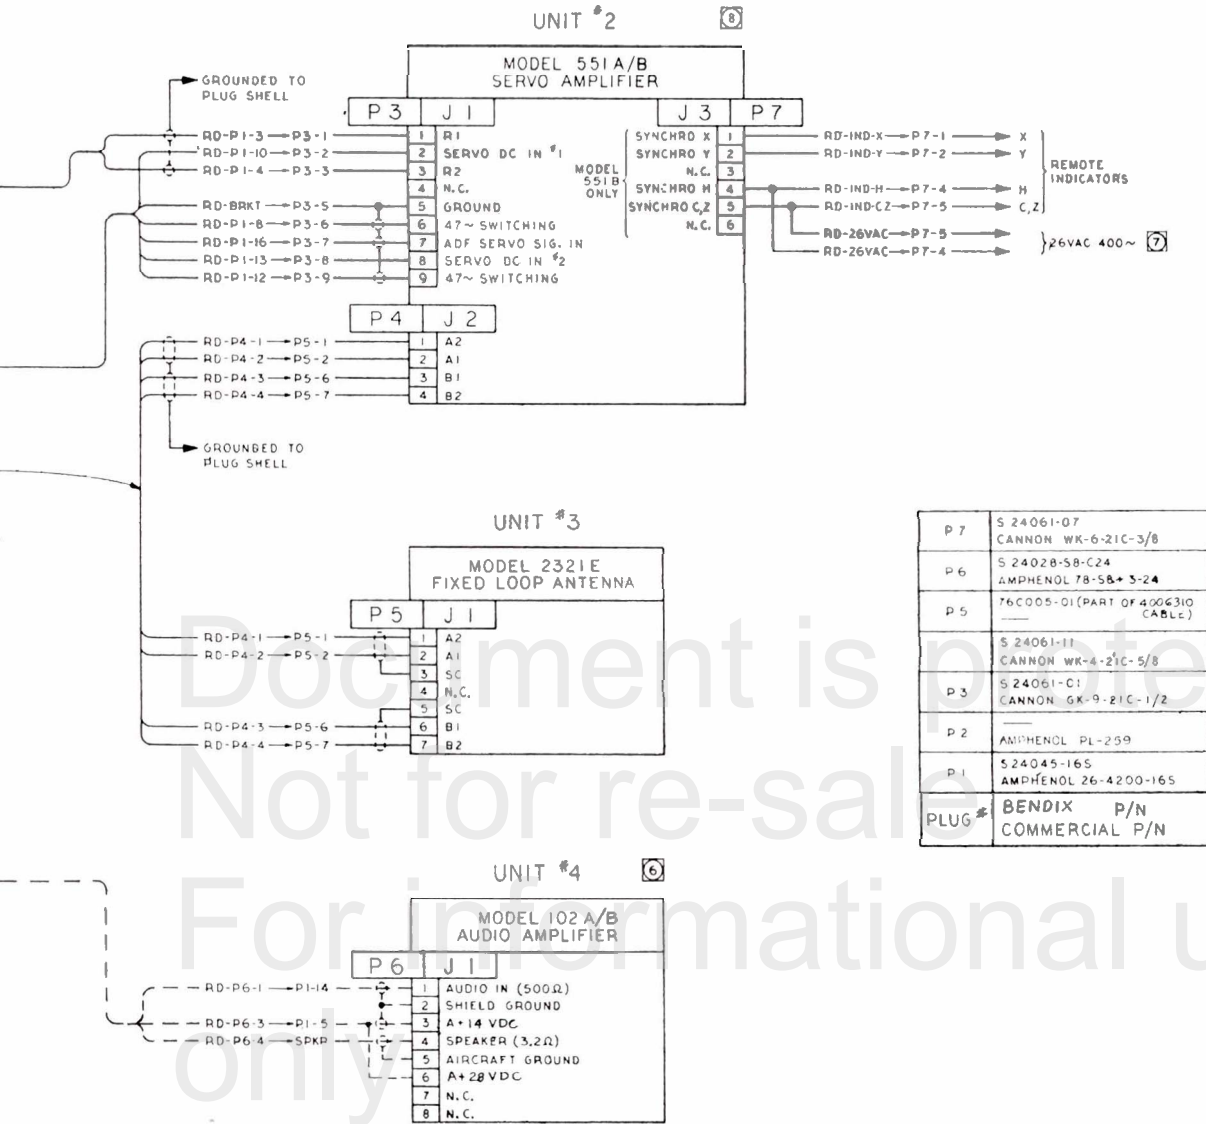 UNIT #2
8
MODEL 551A/B
SERVO AMPLIFIER
GROUNDED TO
PLUG SHELL
P3 J1
J3 P7
RD-P1-3 P3-1 1 R1
RD-P1-10 P3-2 2 SERVO DC IN #1
RD-P1-4 P3-3 3 R2
4 N.C.
RD-BRKT P3-5 5 GROUND
RD-P1-8 P3-6 6 47~ SWITCHING
RD-P1-16 P3-7 7 ADF SERVO SIG. IN
RD-P1-13 P3-8 8 SERVO DC IN #2
RD-P1-12 P3-9 9 47~ SWITCHING
MODEL
551B
ONLY
SYNCHRO X 1 RD-IND-X P7-1 X
SYNCHRO Y 2 RD-IND-Y P7-2 Y
N.C. 3
SYNCHRO H 4 RD-IND-H P7-4 H
SYNCHRO C,Z 5 RD-IND-CZ P7-5 C,Z
N.C. 6
REMOTE
INDICATORS
RD-26VAC P7-5
RD-26VAC P7-4
26VAC 400~ 7
P4 J2
RD-P4-1 P5-1 1 A2
RD-P4-2 P5-2 2 A1
RD-P4-3 P5-6 3 B1
RD-P4-4 P5-7 4 B2
GROUNDED TO
PLUG SHELL
UNIT #3
MODEL 2321E
FIXED LOOP ANTENNA
P5 J1
RD-P4-1 P5-1 1 A2
RD-P4-2 P5-2 2 A1
3 SC
4 N.C.
5 SC
RD-P4-3 P5-6 6 B1
RD-P4-4 P5-7 7 B2
P7 S 24061-07
CANNON WK-6-21C-3/8
P6 S 24028-58-C24
AMPHENOL 78-S8+ 3-24
P5 76C005-01(PART OF 4006310
CABLE)
S 24061-11
CANNON WK-4-21C-5/8
P3 S 24061-C1
CANNON GK-9-21C-1/2
P2
AMPHENOL PL-259
P1 S24045-16S
AMPHENOL 26-4200-16S
PLUG # BENDIX P/N
COMMERCIAL P/N
UNIT #4
6
MODEL 102 A/B
AUDIO AMPLIFIER
P6 J1
RD-P6-1 P1-14 1 AUDIO IN (500Ω)
2 SHIELD GROUND
RD-P6-3 P1-5 3 A+14 VDC
RD-P6-4 SPKR 4 SPEAKER (3.2Ω)
5 AIRCRAFT GROUND
6 A+28VDC
7 N.C.
8 N.C.
Document is prote
Not for re-sale
For informational u
only